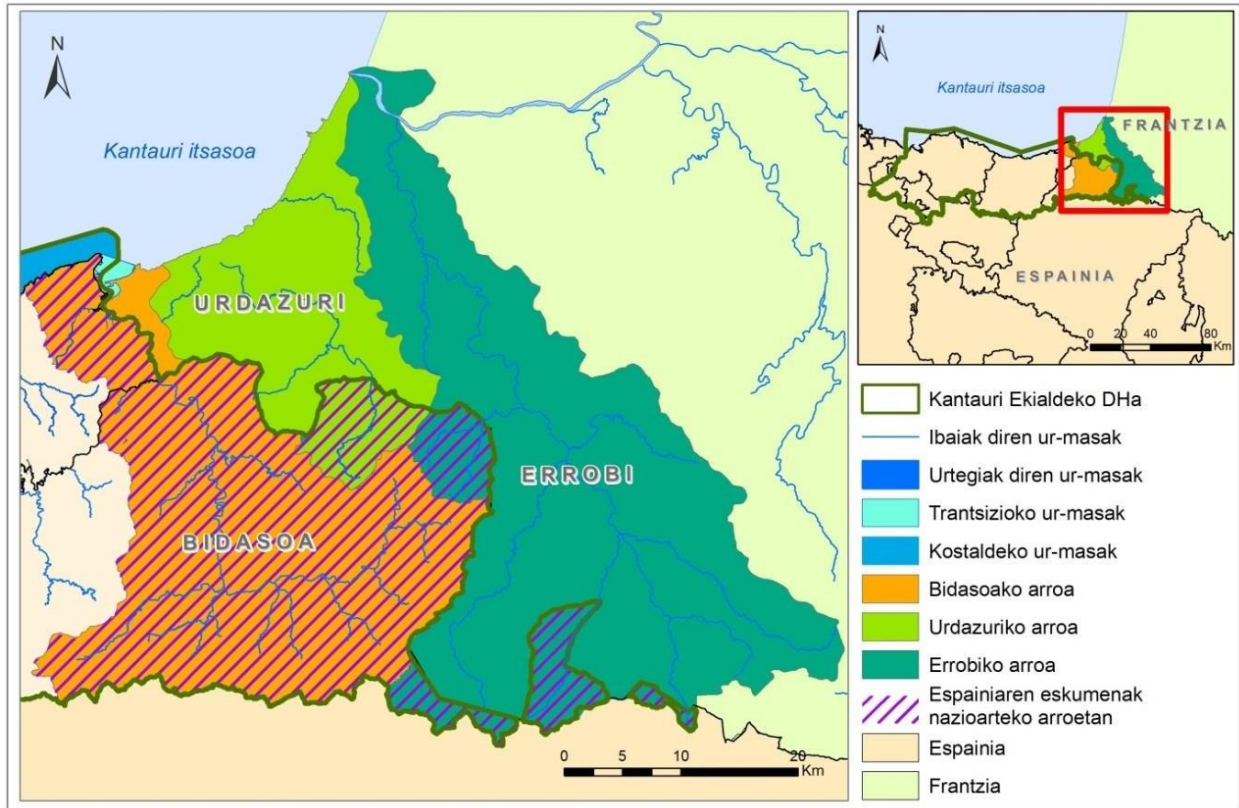 N
Kantauri itsasoa
URDAZURI
BIDASOA
ERROBI
0 5 10 20
Km
N
Kantauri itsasoa
FRANTZIA
ESPAINIA
0 20 40 80
Km
Kantauri Ekialdeko DHa
Ibaiak diren ur-masak
Urtegiak diren ur-masak
Trantsizioko ur-masak
Kostaldeko ur-masak
Bidasoako arroa
Urdazuriko arroa
Errobiko arroa
Espainiaren eskumenak
nazioarteko arroetan
Espainia
Frantzia